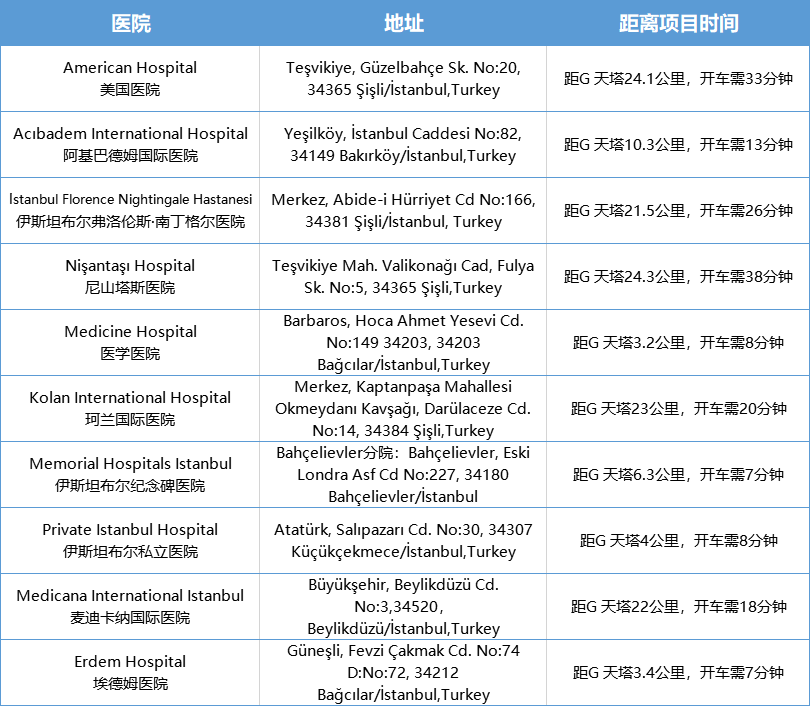 医院
地址
距离项目时间
American Hospital
美国医院
Teşvikiye, Güzelbahçe Sk. No:20,
34365 Şişli/İstanbul,Turkey
距G 天塔24.1公里，开车需33分钟
Acıbadem International Hospital
阿基巴德姆国际医院
Yeşilköy, İstanbul Caddesi No:82,
34149 Bakırköy/İstanbul,Turkey
距G 天塔10.3公里，开车需13分钟
İstanbul Florence Nightingale Hastanesi
伊斯坦布尔弗洛伦斯·南丁格尔医院
Merkez, Abide-i Hürriyet Cd No:166,
34381 Şişli/İstanbul, Turkey
距G 天塔21.5公里，开车需26分钟
Nişantaşı Hospital
尼山塔斯医院
Teşvikiye Mah. Valikonağı Cad, Fulya
Sk. No:5, 34365 Şişli,Turkey
距G 天塔24.3公里，开车需38分钟
Medicine Hospital
医学医院
Barbaros, Hoca Ahmet Yesevi Cd.
No:149 34203, 34203
Bağcılar/İstanbul,Turkey
距G 天塔3.2公里，开车需8分钟
Kolan International Hospital
珂兰国际医院
Merkez, Kaptanpaşa Mahallesi
Okmeydanı Kavşağı, Darülaceze Cd.
No:14, 34384 Şişli,Turkey
距G 天塔23公里，开车需20分钟
Memorial Hospitals Istanbul
伊斯坦布尔纪念碑医院
Bahçelievler分院：Bahçelievler, Eski
Londra Asf Cd No:227, 34180
Bahçelievler/İstanbul
距G 天塔6.3公里，开车需7分钟
Private Istanbul Hospital
伊斯坦布尔私立医院
Atatürk, Salıpazarı Cd. No:30, 34307
Küçükçekmece/İstanbul,Turkey
距G 天塔4公里，开车需8分钟
Medicana International Istanbul
麦迪卡纳国际医院
Büyükşehir, Beylikdüzü Cd.
No:3,34520，
Beylikdüzü/İstanbul,Turkey
距G 天塔22公里，开车需18分钟
Erdem Hospital
埃德姆医院
Güneşli, Fevzi Çakmak Cd. No:74
D:No:72, 34212
Bağcılar/İstanbul,Turkey
距G 天塔3.4公里，开车需7分钟